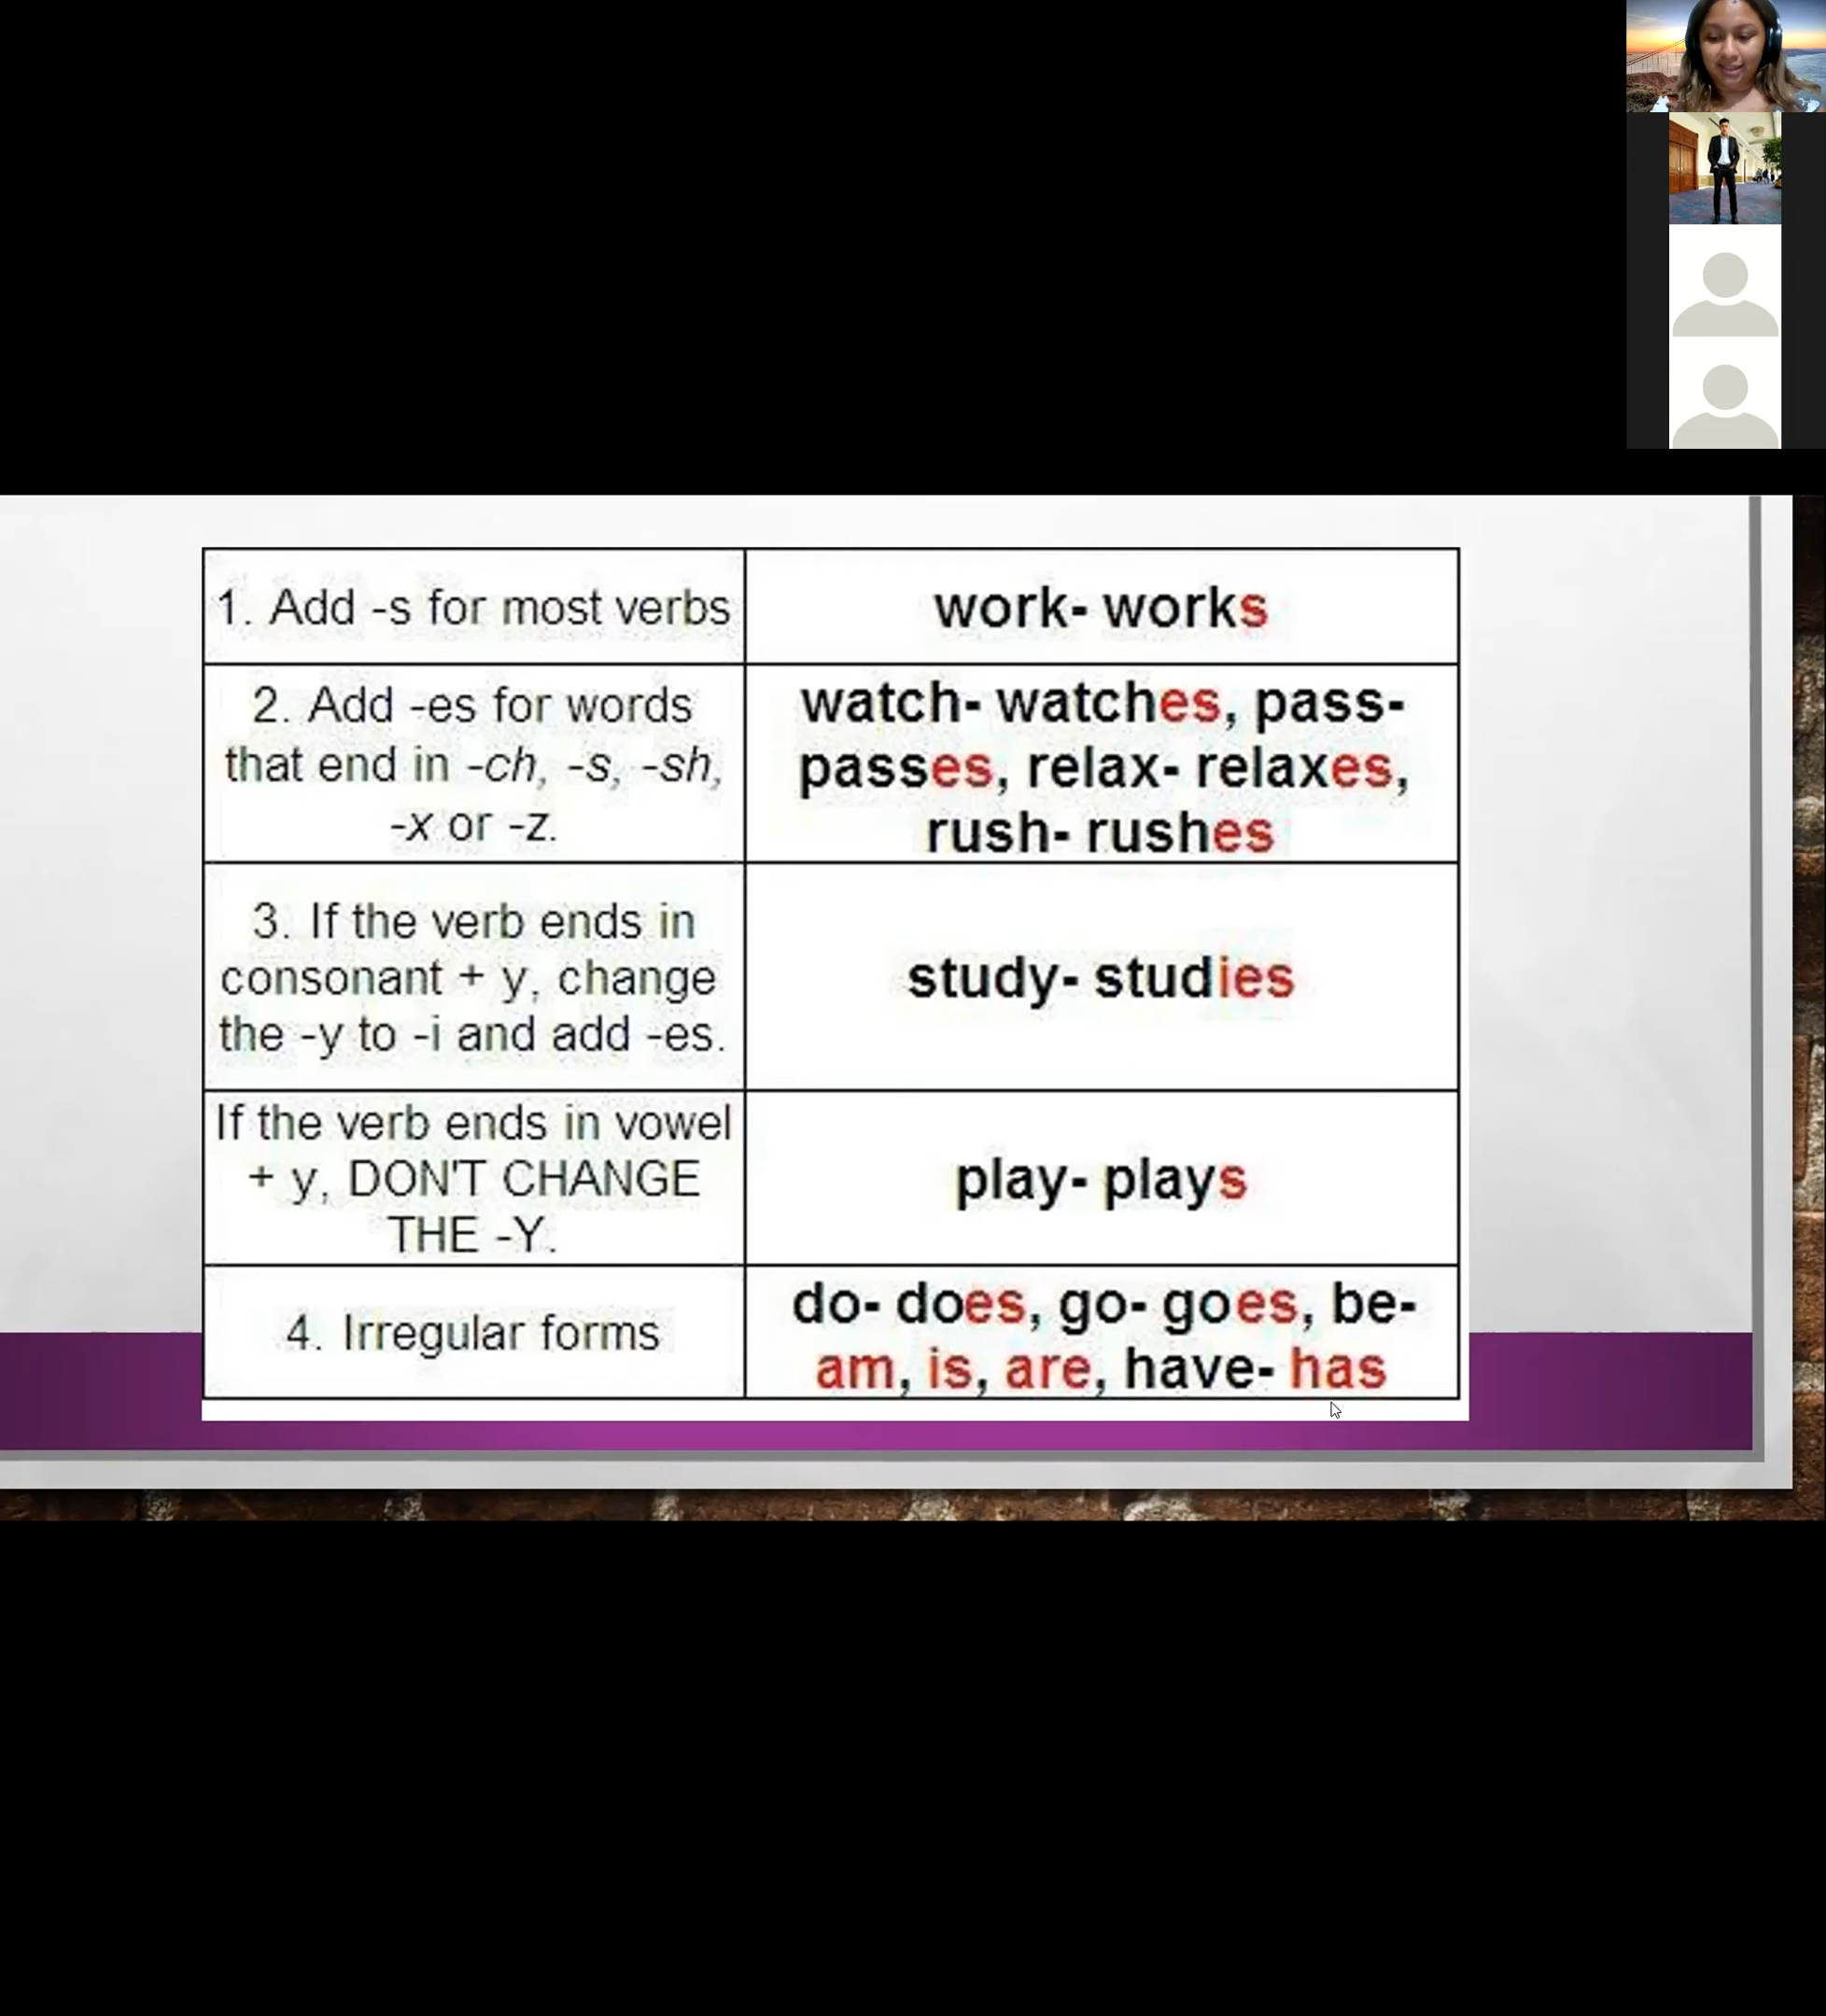 1. Add -s for most verbs
work- works
2. Add -es for words
that end in -ch, -s, -sh,
-x or -z.
watch- watches, pass-
passes, relax- relaxes,
rush- rushes
3. If the verb ends in
consonant + y, change
the -y to -i and add -es.
study- studies
If the verb ends in vowel
+ y, DON'T CHANGE
THE -Y.
play- plays
4. Irregular forms
do- does, go- goes, be-
am, is, are, have- has